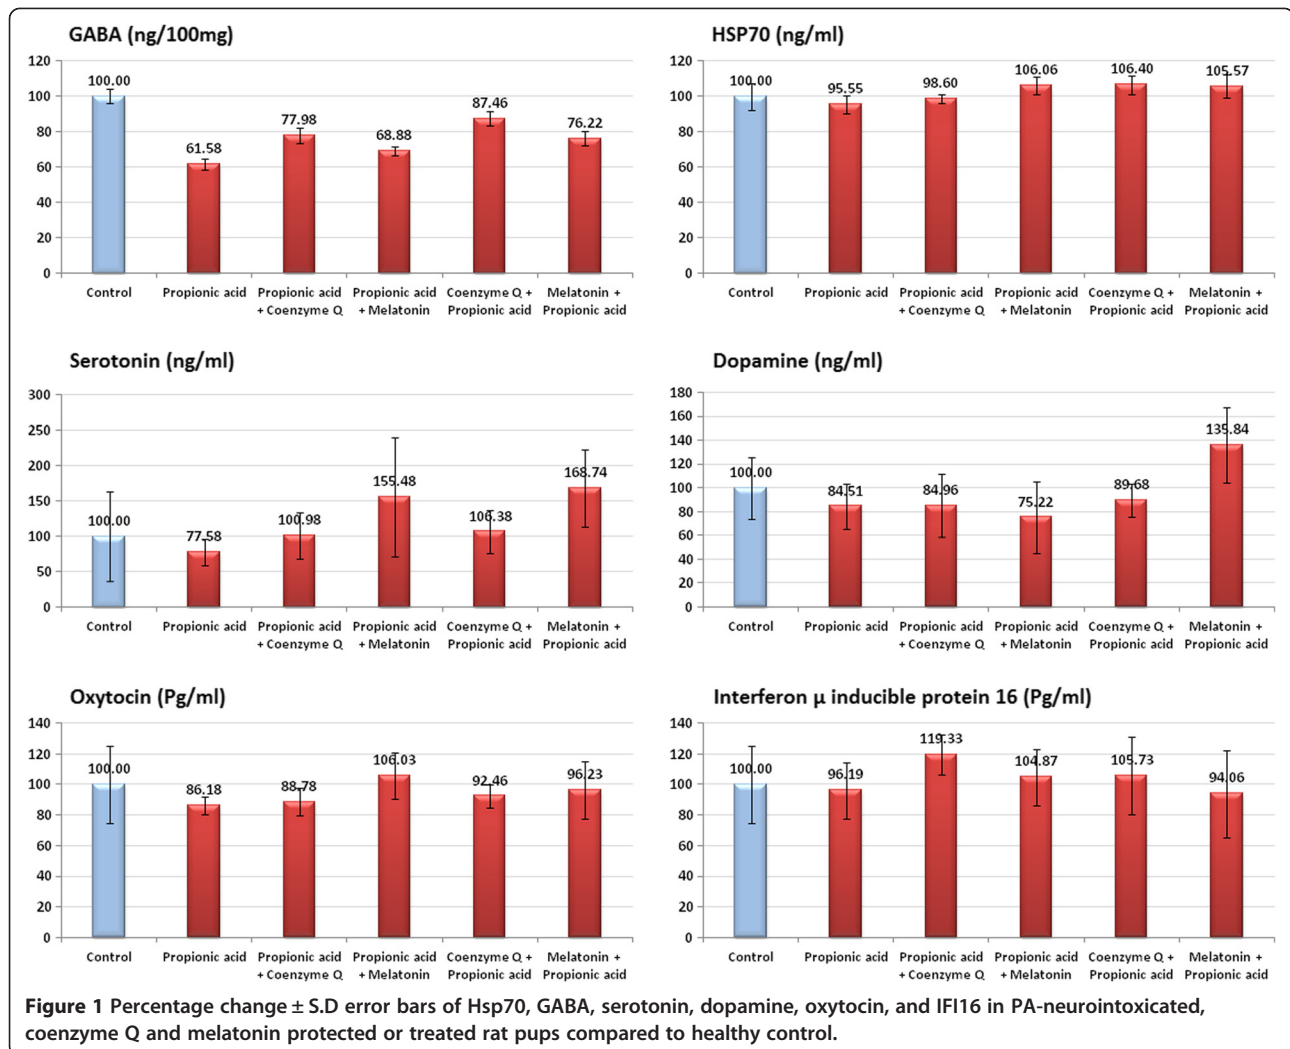 GABA (ng/100mg)
120
100
80
60
40
20
0
100.00
61.58
77.98
68.88
87.46
76.22
Control
Propionic acid
Propionic acid
+ Coenzyme Q
Propionic acid
+ Melatonin
Coenzyme Q +
Propionic acid
Melatonin +
Propionic acid
HSP70 (ng/ml)
120
100
80
60
40
20
0
100.00
95.55
98.60
106.06
106.40
105.57
Control
Propionic acid
Propionic acid
+ Coenzyme Q
Propionic acid
+ Melatonin
Coenzyme Q +
Propionic acid
Melatonin +
Propionic acid
Serotonin (ng/ml)
300
250
200
150
100
50
0
100.00
77.58
100.98
155.48
106.38
168.74
Control
Propionic acid
Propionic acid
+ Coenzyme Q
Propionic acid
+ Melatonin
Coenzyme Q +
Propionic acid
Melatonin +
Propionic acid
Dopamine (ng/ml)
180
160
140
120
100
80
60
40
20
0
100.00
84.51
84.96
75.22
89.68
135.84
Control
Propionic acid
Propionic acid
+ Coenzyme Q
Propionic acid
+ Melatonin
Coenzyme Q +
Propionic acid
Melatonin +
Propionic acid
Oxytocin (Pg/ml)
140
120
100
80
60
40
20
0
100.00
86.18
88.78
106.03
92.46
96.23
Control
Propionic acid
Propionic acid
+ Coenzyme Q
Propionic acid
+ Melatonin
Coenzyme Q +
Propionic acid
Melatonin +
Propionic acid
Interferon μ inducible protein 16 (Pg/ml)
140
120
100
80
60
40
20
0
100.00
96.19
119.33
104.87
105.73
94.06
Control
Propionic acid
Propionic acid
+ Coenzyme Q
Propionic acid
+ Melatonin
Coenzyme Q +
Propionic acid
Melatonin +
Propionic acid
Figure 1 Percentage change ± S.D error bars of Hsp70, GABA, serotonin, dopamine, oxytocin, and IFI16 in PA-neurointoxicated,
coenzyme Q and melatonin protected or treated rat pups compared to healthy control.